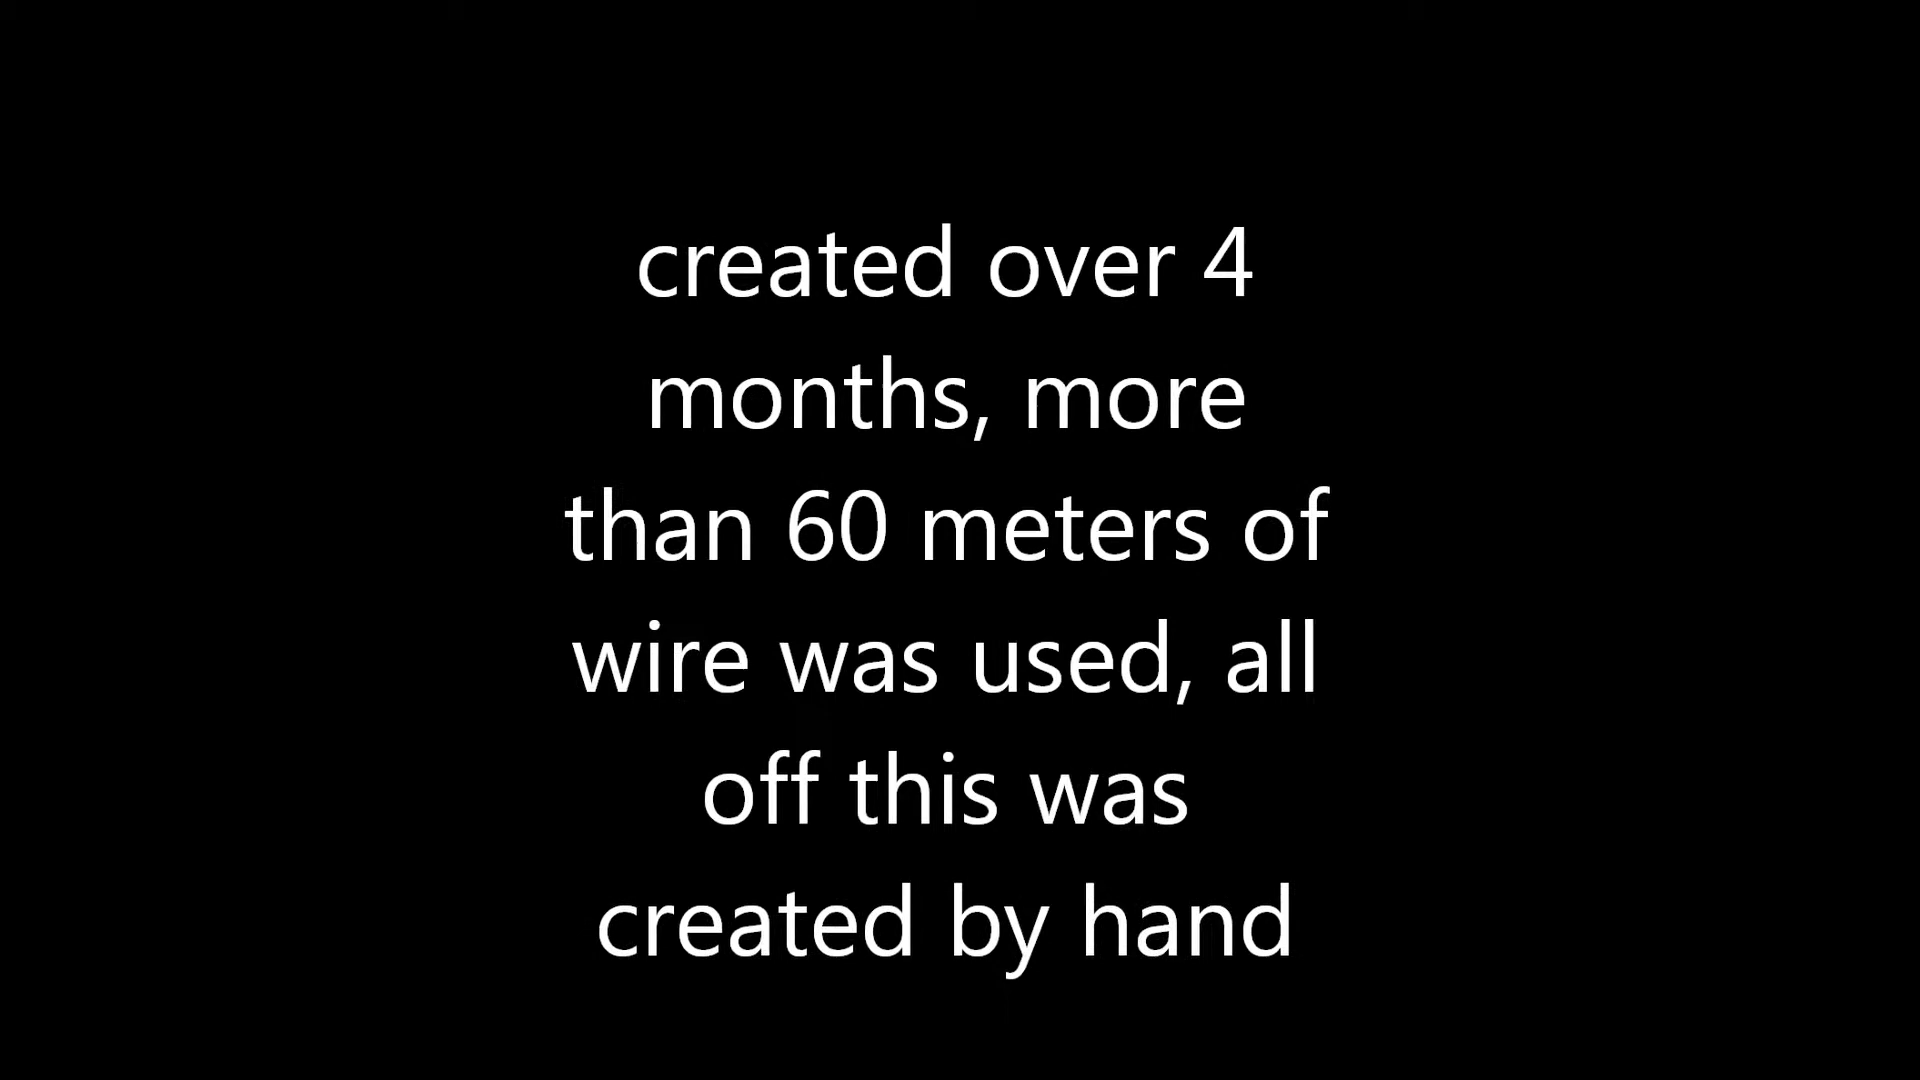 created over 4
months, more
than 60 meters of
wire was used, all
off this was
created by hand